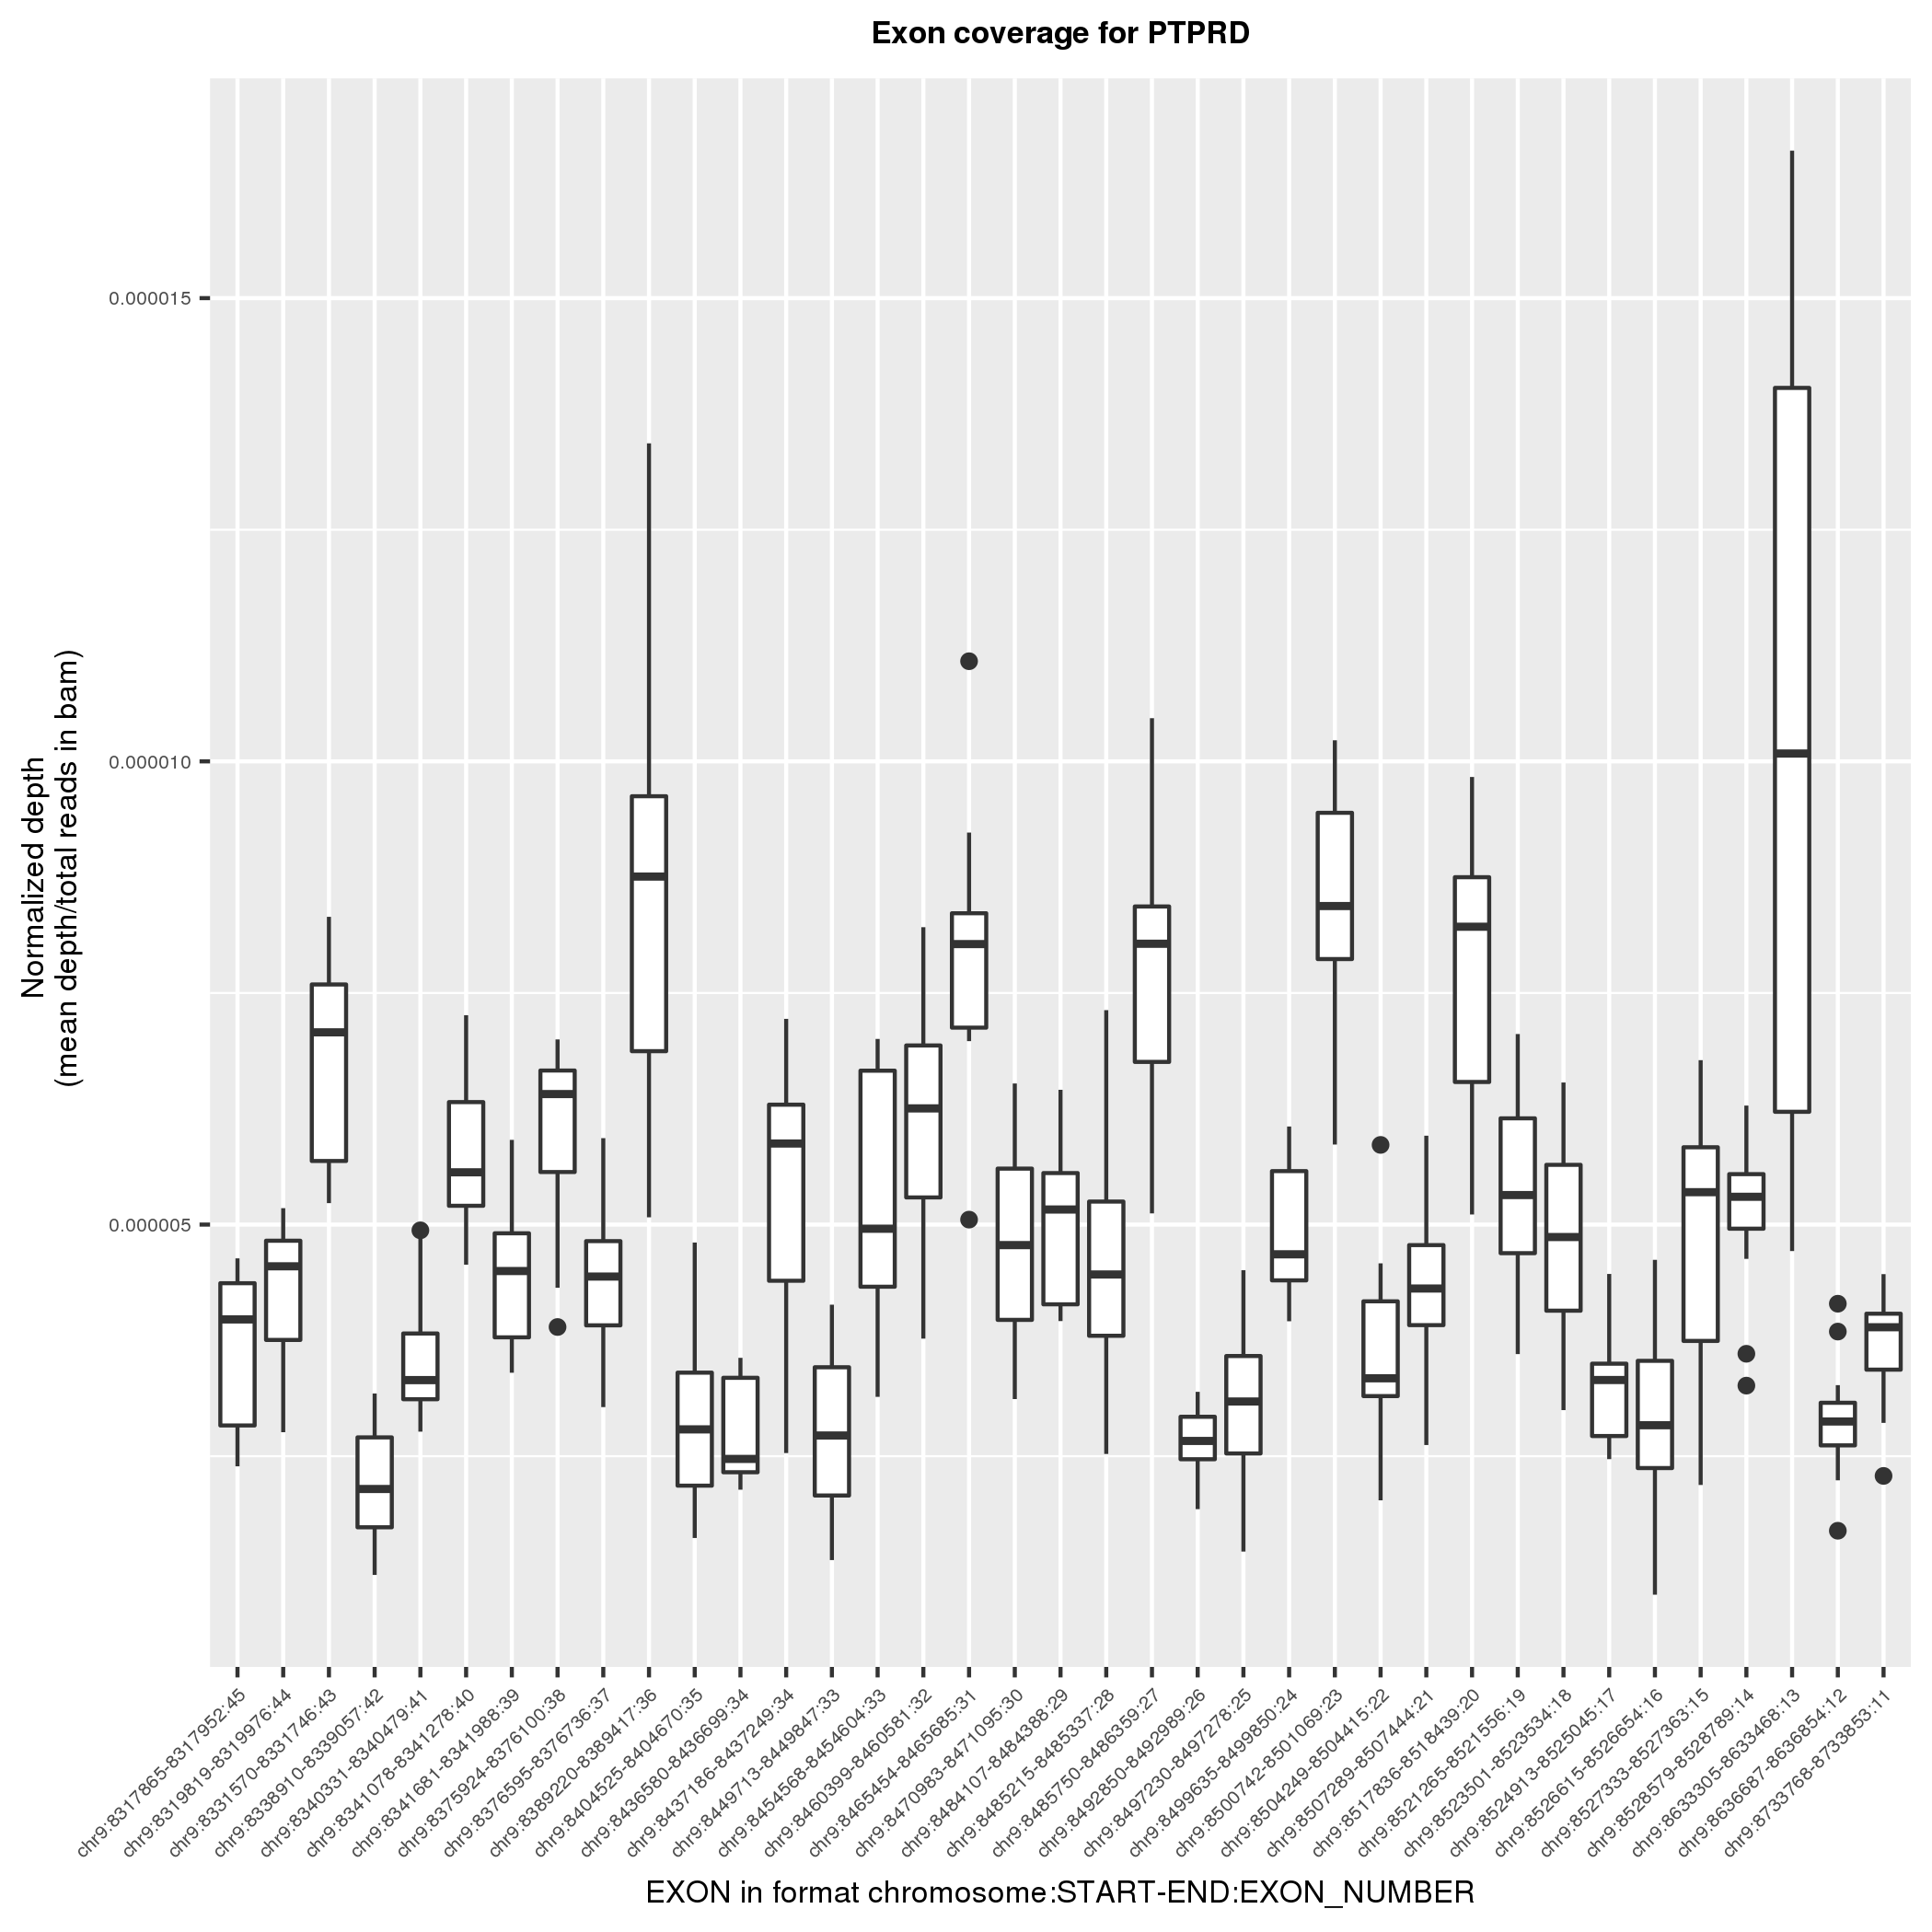 Exon coverage for PTPRD
Normalized depth
(mean depth/total reads in bam)
0.000015
0.000010
0.000005
chr9:8317865-8317952:45
chr9:8319819-8319976:44
chr9:8331570-8331746:43
chr9:8338910-8339057:42
chr9:8340331-8340479:41
chr9:8341078-8341278:40
chr9:8341681-8341988:39
chr9:8375924-8376100:38
chr9:8376595-8376736:37
chr9:8389220-8389417:36
chr9:8404525-8404670:35
chr9:8436580-8436699:34
chr9:8437186-8437249:34
chr9:8449713-8449847:33
chr9:8454568-8454604:33
chr9:8460399-8460581:32
chr9:8465454-8465685:31
chr9:8470983-8471095:30
chr9:8484107-8484388:29
chr9:8485215-8485337:28
chr9:8485750-8486359:27
chr9:8492850-8492989:26
chr9:8497230-8497278:25
chr9:8499635-8499850:24
chr9:8500742-8501069:23
chr9:8504249-8504415:22
chr9:8507289-8507444:21
chr9:8517836-8518439:20
chr9:8521265-8521556:19
chr9:8523501-8523534:18
chr9:8524913-8525045:17
chr9:8526615-8526654:16
chr9:8527333-8527363:15
chr9:8528579-8528789:14
chr9:8633305-8633468:13
chr9:8636687-8636854:12
chr9:8733768-8733853:11
EXON in format chromosome:START-END:EXON_NUMBER